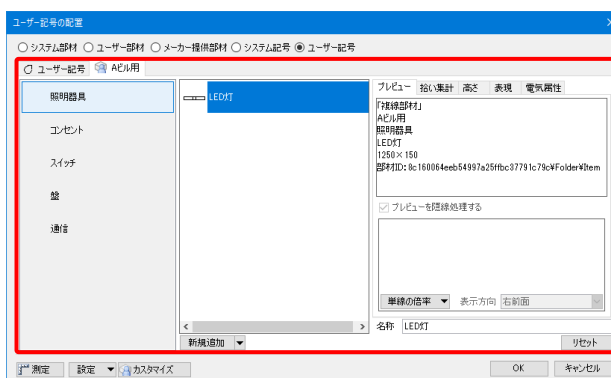 ユーザー記号の配置
システム部材 ユーザー部材 メーカー提供部材 システム記号 ユーザー記号
ユーザー記号 Aビル用
照明器具
コンセント
スイッチ
盤
通信
LED灯
新規追加
プレビュー 拾い集計 高さ 表現 電気属性
「複線部材」
Aビル用
照明器具
LED灯
1250×150
部材ID: 8c160064eeb54997a25ffbc37791c79c¥Folder¥Item
プレビューを隠線処理する
単線の倍率 表示方向 右前面
名称 LED灯
リセット
測定 設定 カスタマイズ
OK キャンセル